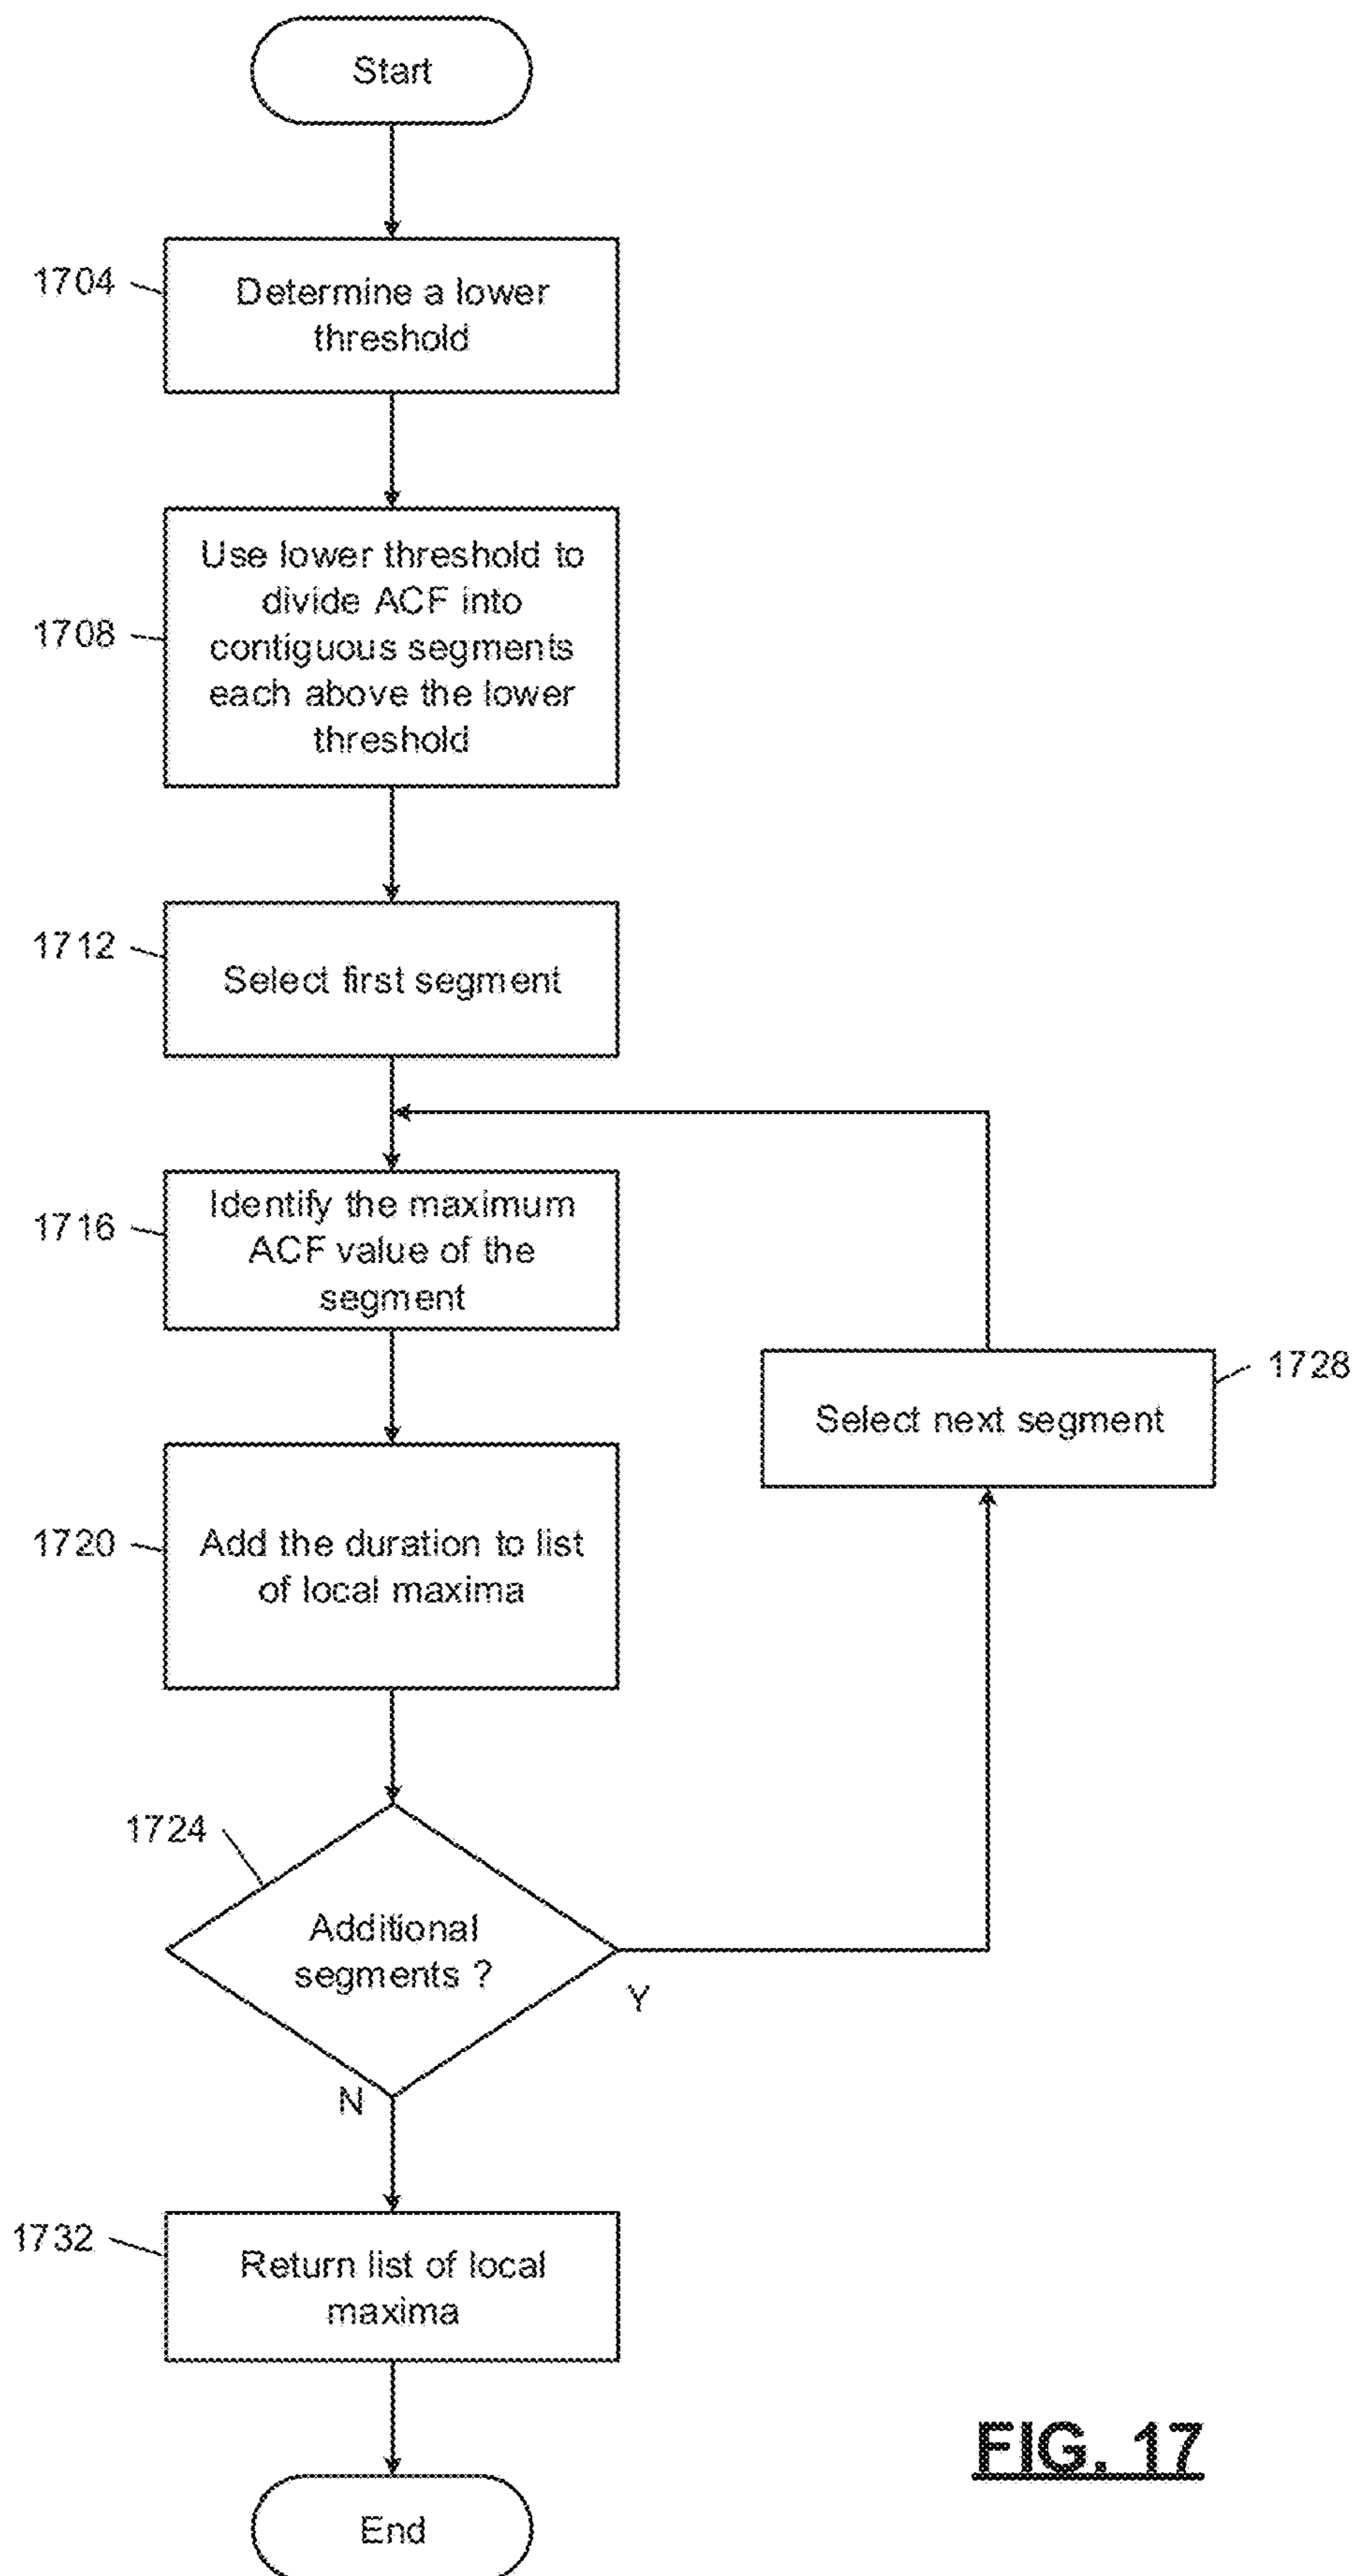 Start
1704
Determine a lower
threshold
1708
Use lower threshold to
divide ACF into
contiguous segments
each above the lower
threshold
1712
Select first segment
1716
Identify the maximum
ACF value of the
segment
1728
Select next segment
1720
Add the duration to list
of local maxima
1724
Additional
segments ?
Y
N
1732
Return list of local
maxima
FIG. 17
End